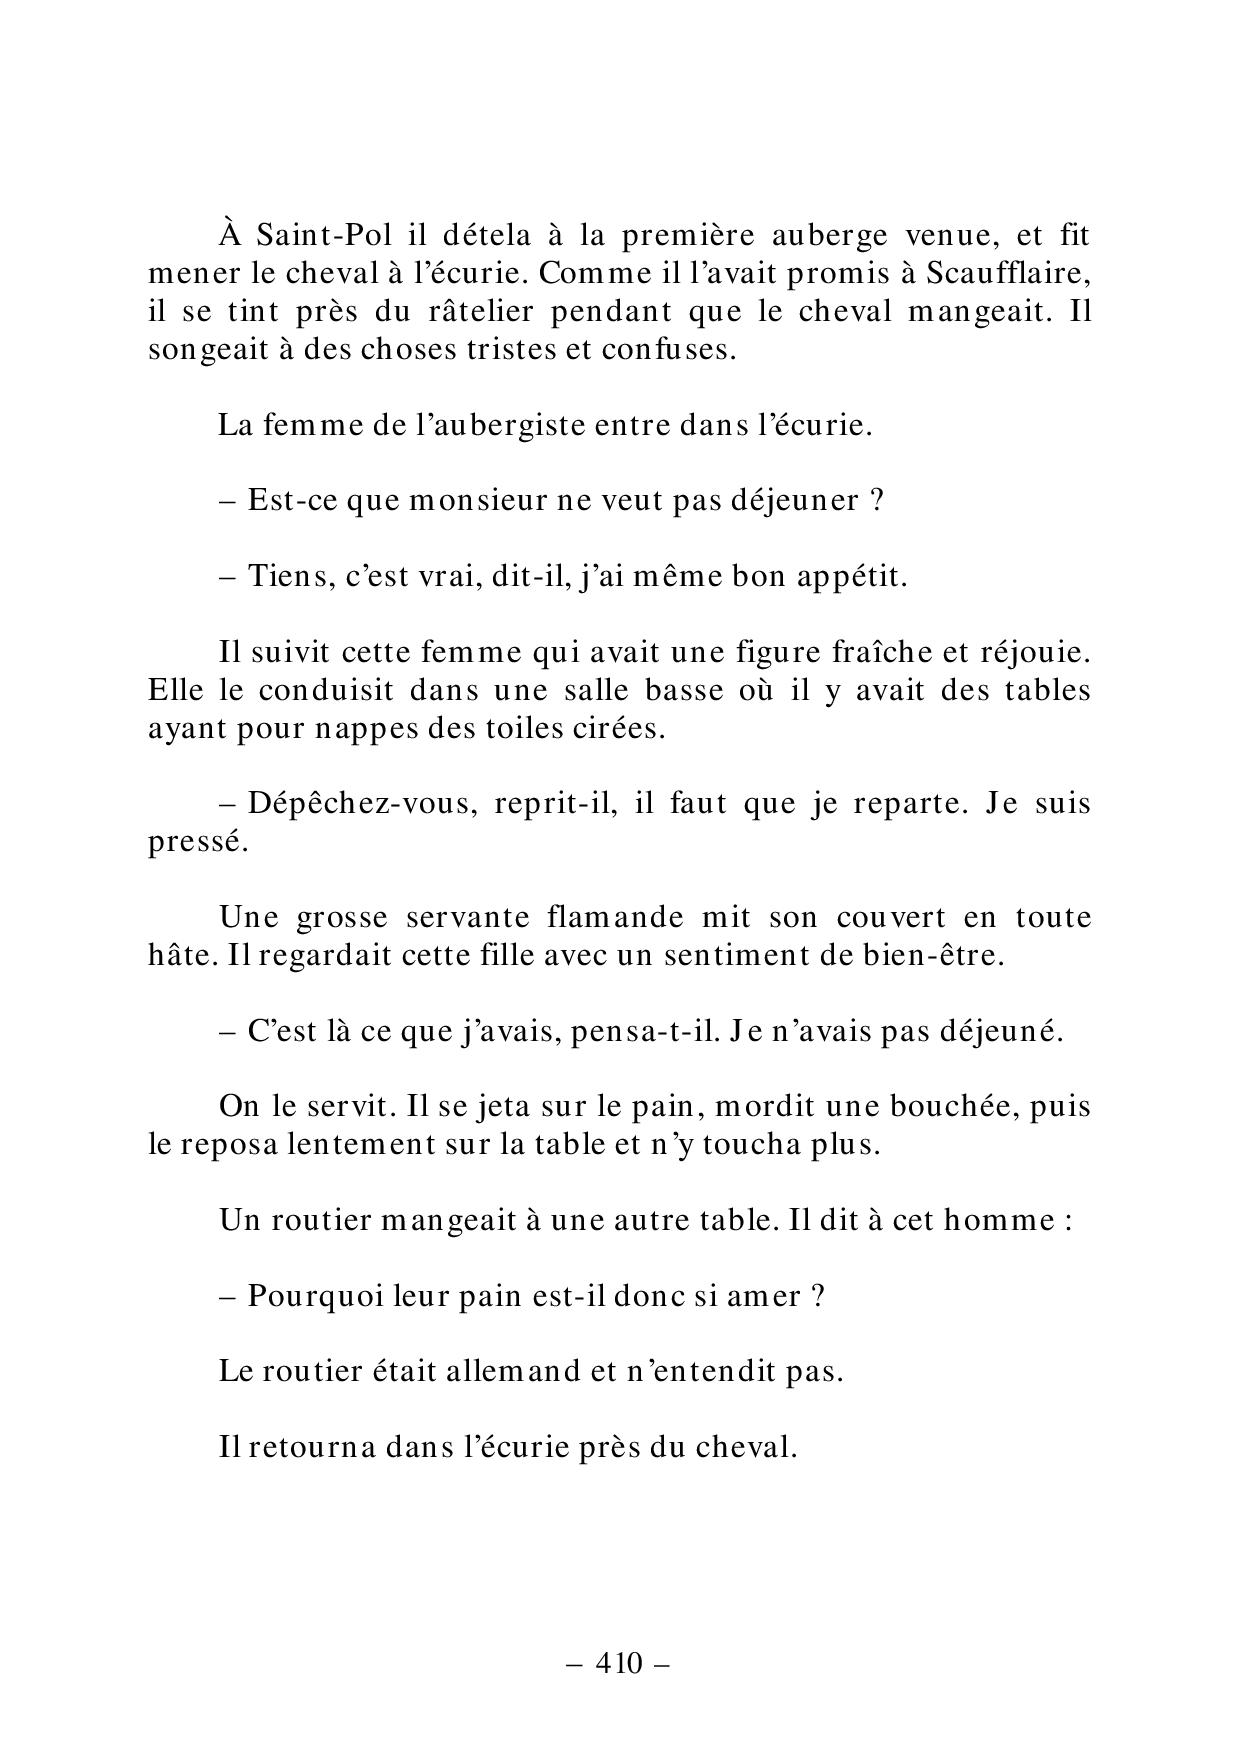 À Saint-Pol il détela à la première auberge venue, et fit
mener le cheval à l’écurie. Comme il l’avait promis à Scaufflaire,
il se tint près du râtelier pendant que le cheval mangeait. Il
songeait à des choses tristes et confuses.
La femme de l’aubergiste entre dans l’écurie.
– Est-ce que monsieur ne veut pas déjeuner ?
– Tiens, c’est vrai, dit-il, j’ai même bon appétit.
Il suivit cette femme qui avait une figure fraîche et réjouie.
Elle le conduisit dans une salle basse où il y avait des tables
ayant pour nappes des toiles cirées.
– Dépêchez-vous, reprit-il, il faut que je reparte. Je suis
pressé.
Une grosse servante flamande mit son couvert en toute
hâte. Il regardait cette fille avec un sentiment de bien-être.
– C’est là ce que j’avais, pensa-t-il. Je n’avais pas déjeuné.
On le servit. Il se jeta sur le pain, mordit une bouchée, puis
le reposa lentement sur la table et n’y toucha plus.
Un routier mangeait à une autre table. Il dit à cet homme :
– Pourquoi leur pain est-il donc si amer ?
Le routier était allemand et n’entendit pas.
Il retourna dans l’écurie près du cheval.
– 410 –